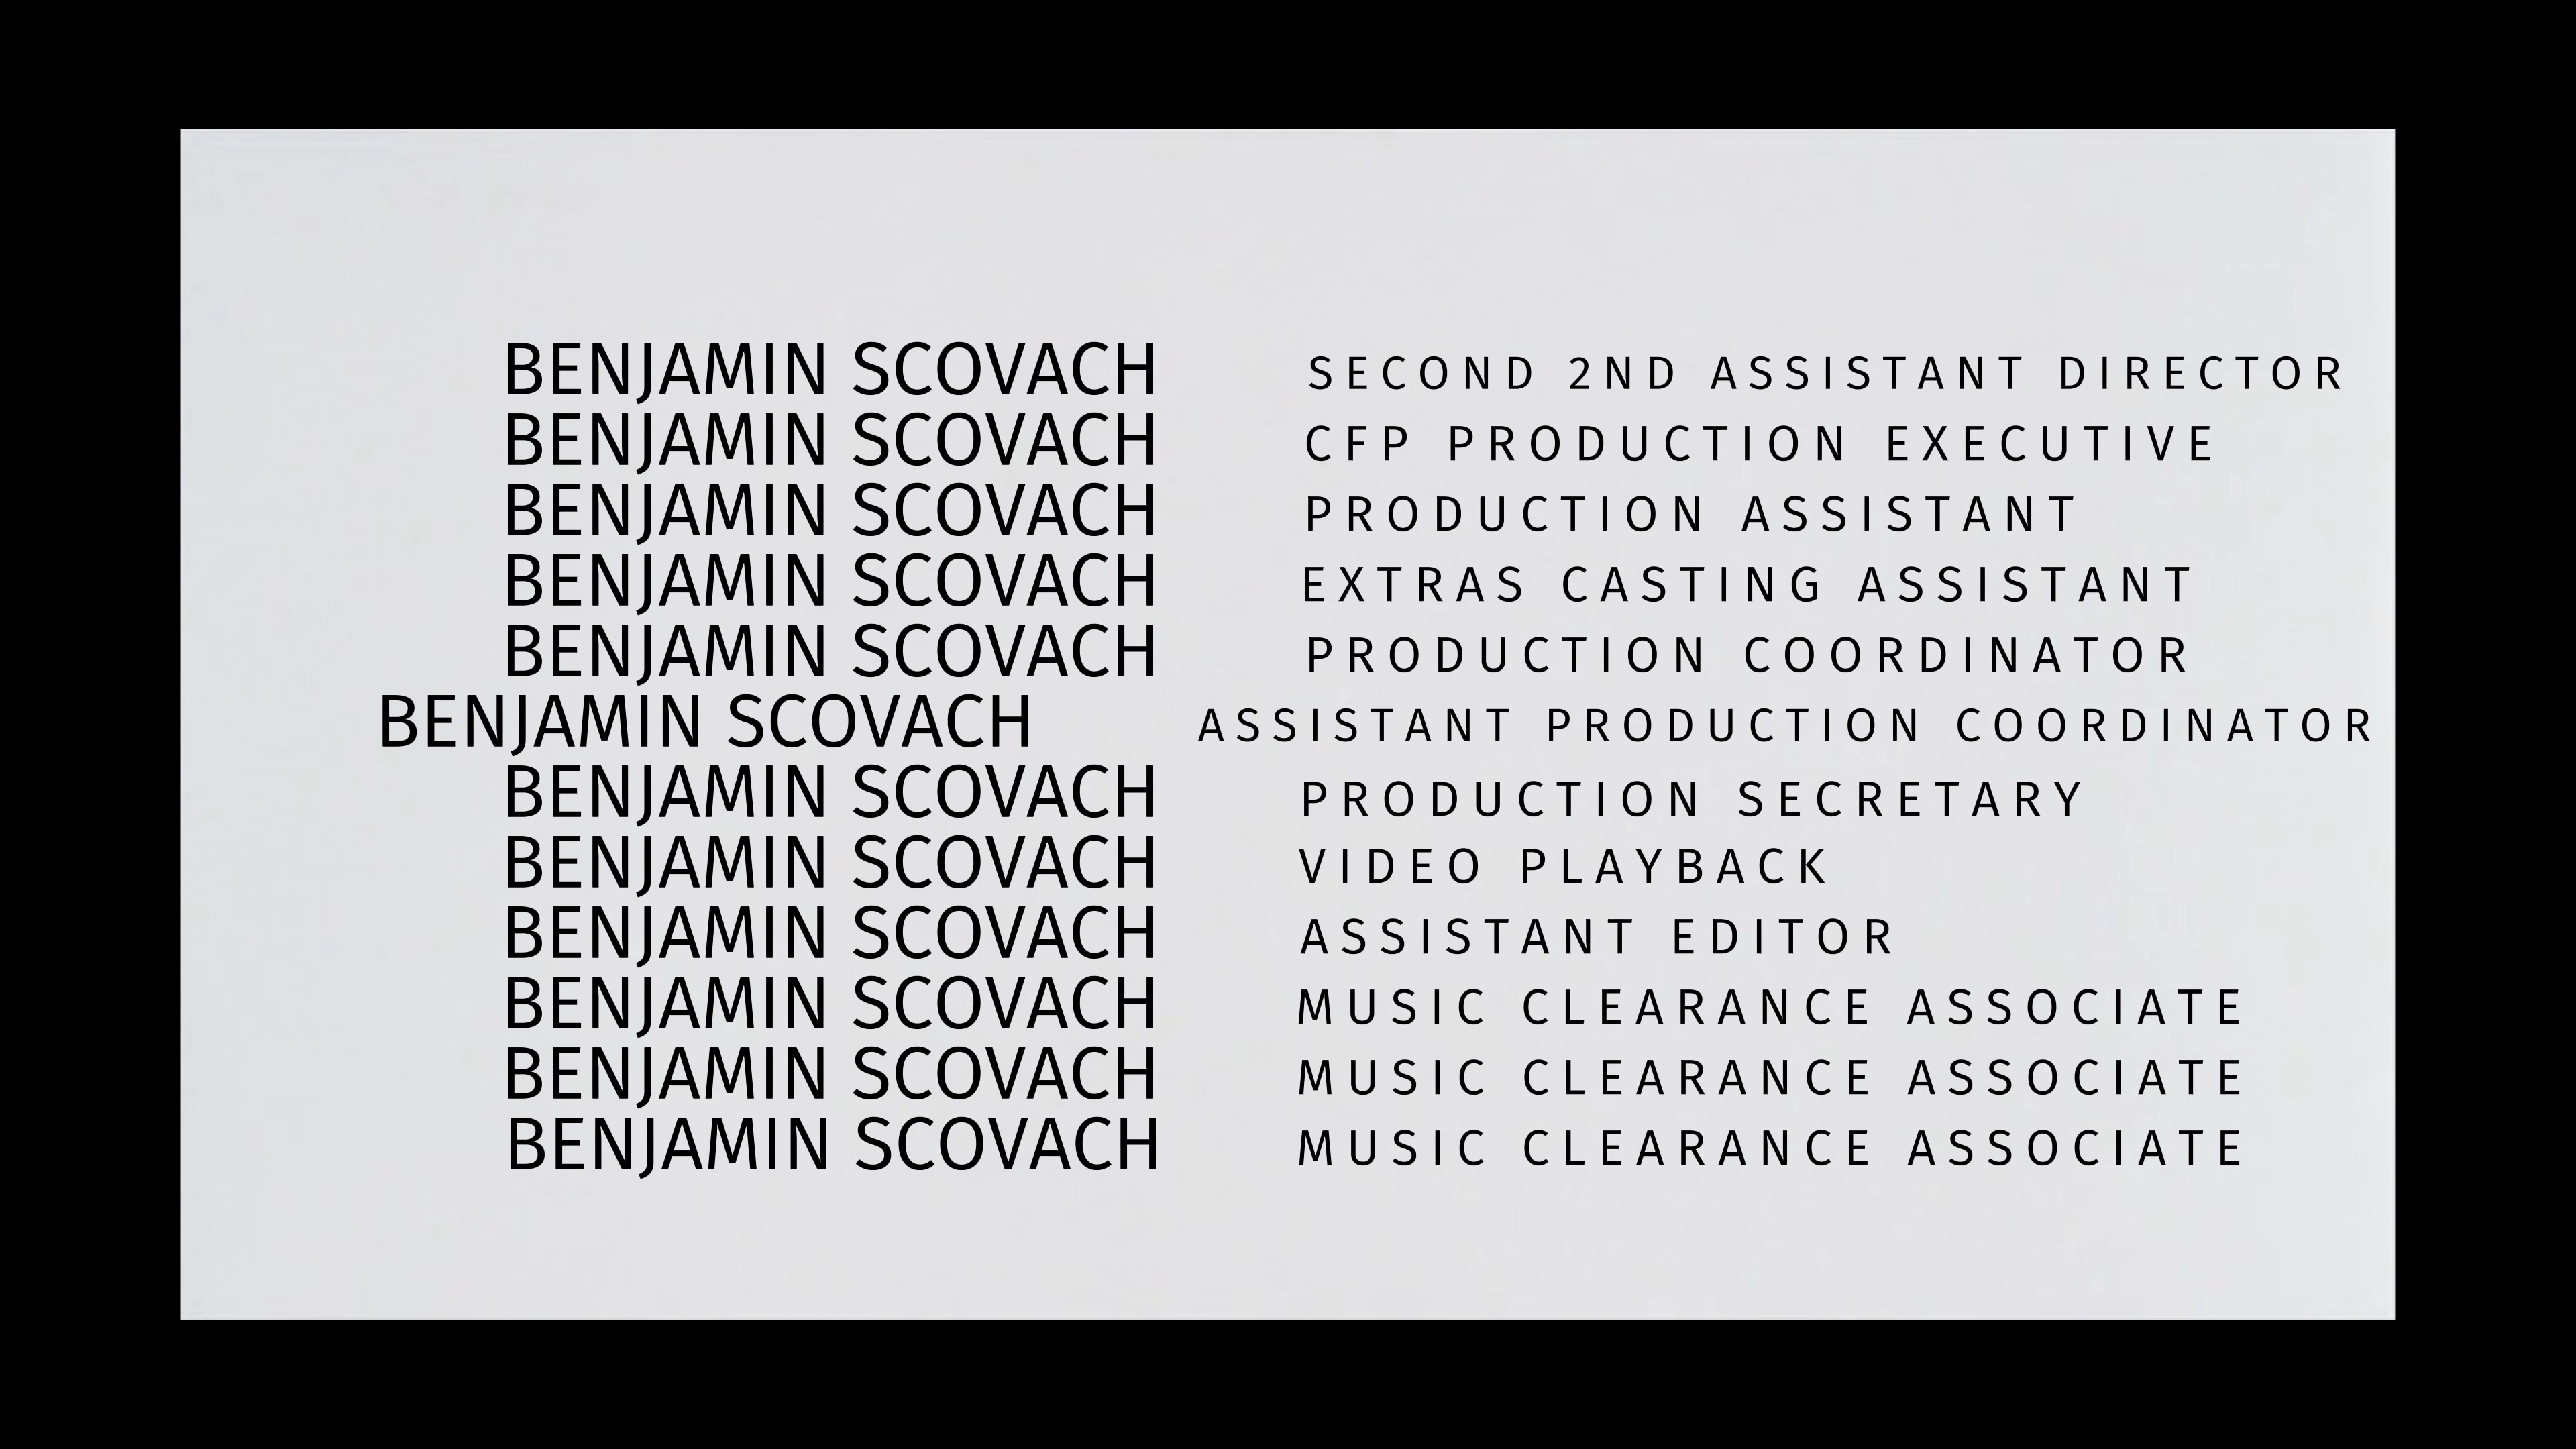 BENJAMIN SCOVACH SECOND 2ND ASSISTANT DIRECTOR
BENJAMIN SCOVACH CFP PRODUCTION EXECUTIVE
BENJAMIN SCOVACH PRODUCTION ASSISTANT
BENJAMIN SCOVACH EXTRAS CASTING ASSISTANT
BENJAMIN SCOVACH PRODUCTION COORDINATOR
BENJAMIN SCOVACH ASSISTANT PRODUCTION COORDINATOR
BENJAMIN SCOVACH PRODUCTION SECRETARY
BENJAMIN SCOVACH VIDEO PLAYBACK
BENJAMIN SCOVACH ASSISTANT EDITOR
BENJAMIN SCOVACH MUSIC CLEARANCE ASSOCIATE
BENJAMIN SCOVACH MUSIC CLEARANCE ASSOCIATE
BENJAMIN SCOVACH MUSIC CLEARANCE ASSOCIATE